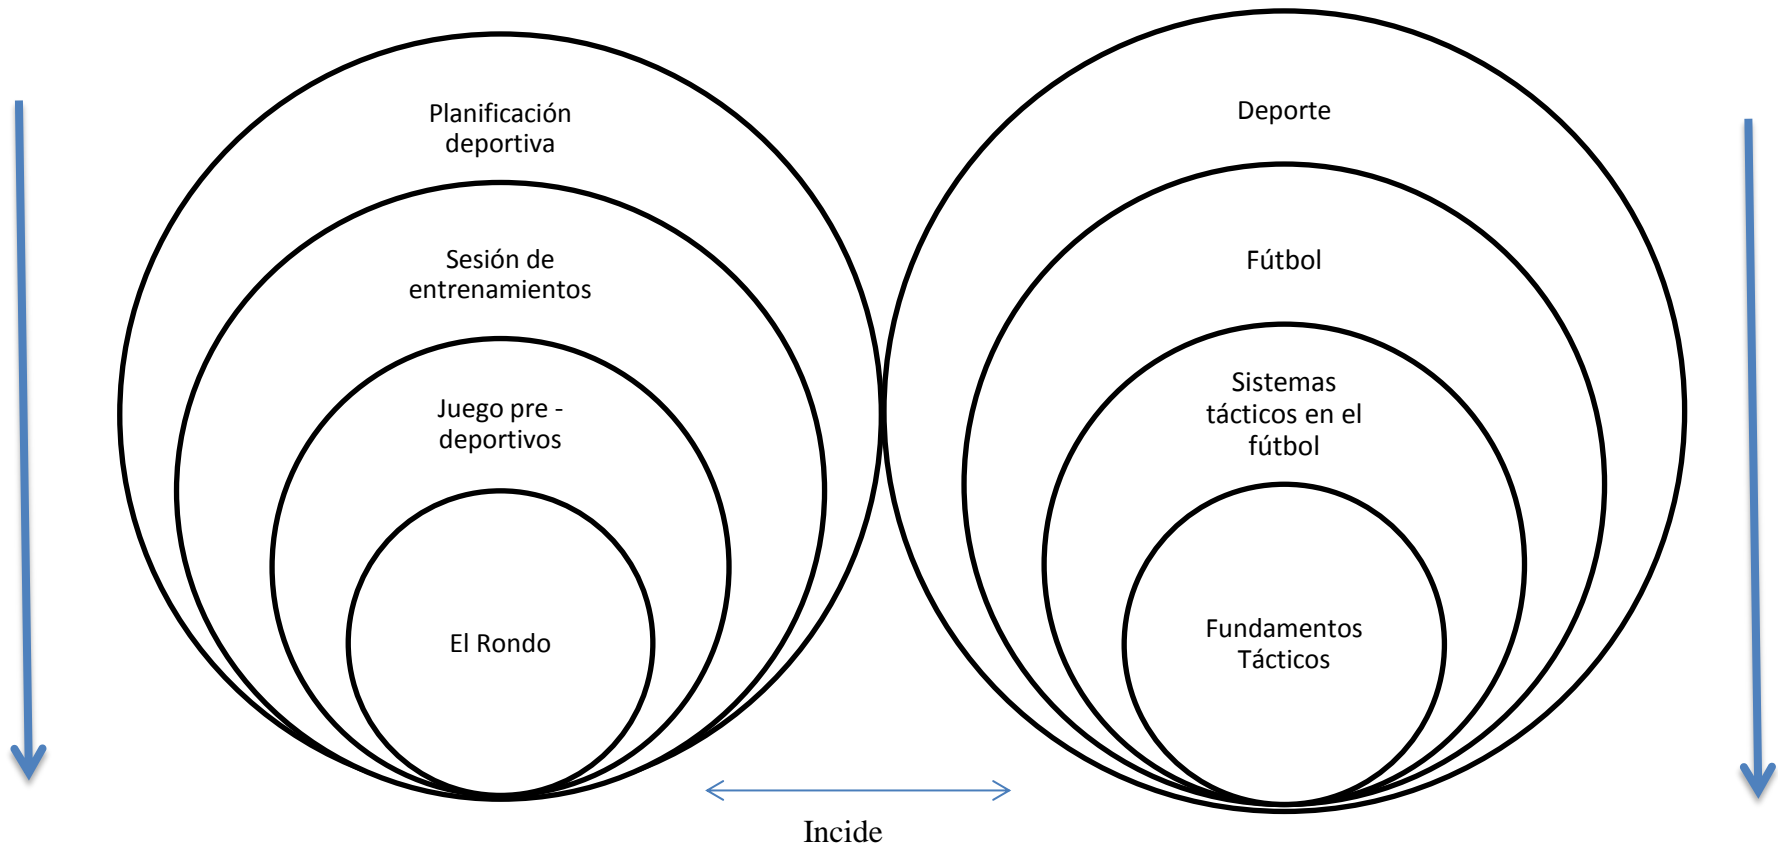 Planificación
deportiva
Sesión de
entrenamientos
Juego pre -
deportivos
El Rondo
Deporte
Fútbol
Sistemas
tácticos en el
fútbol
Fundamentos
Tácticos
Incide